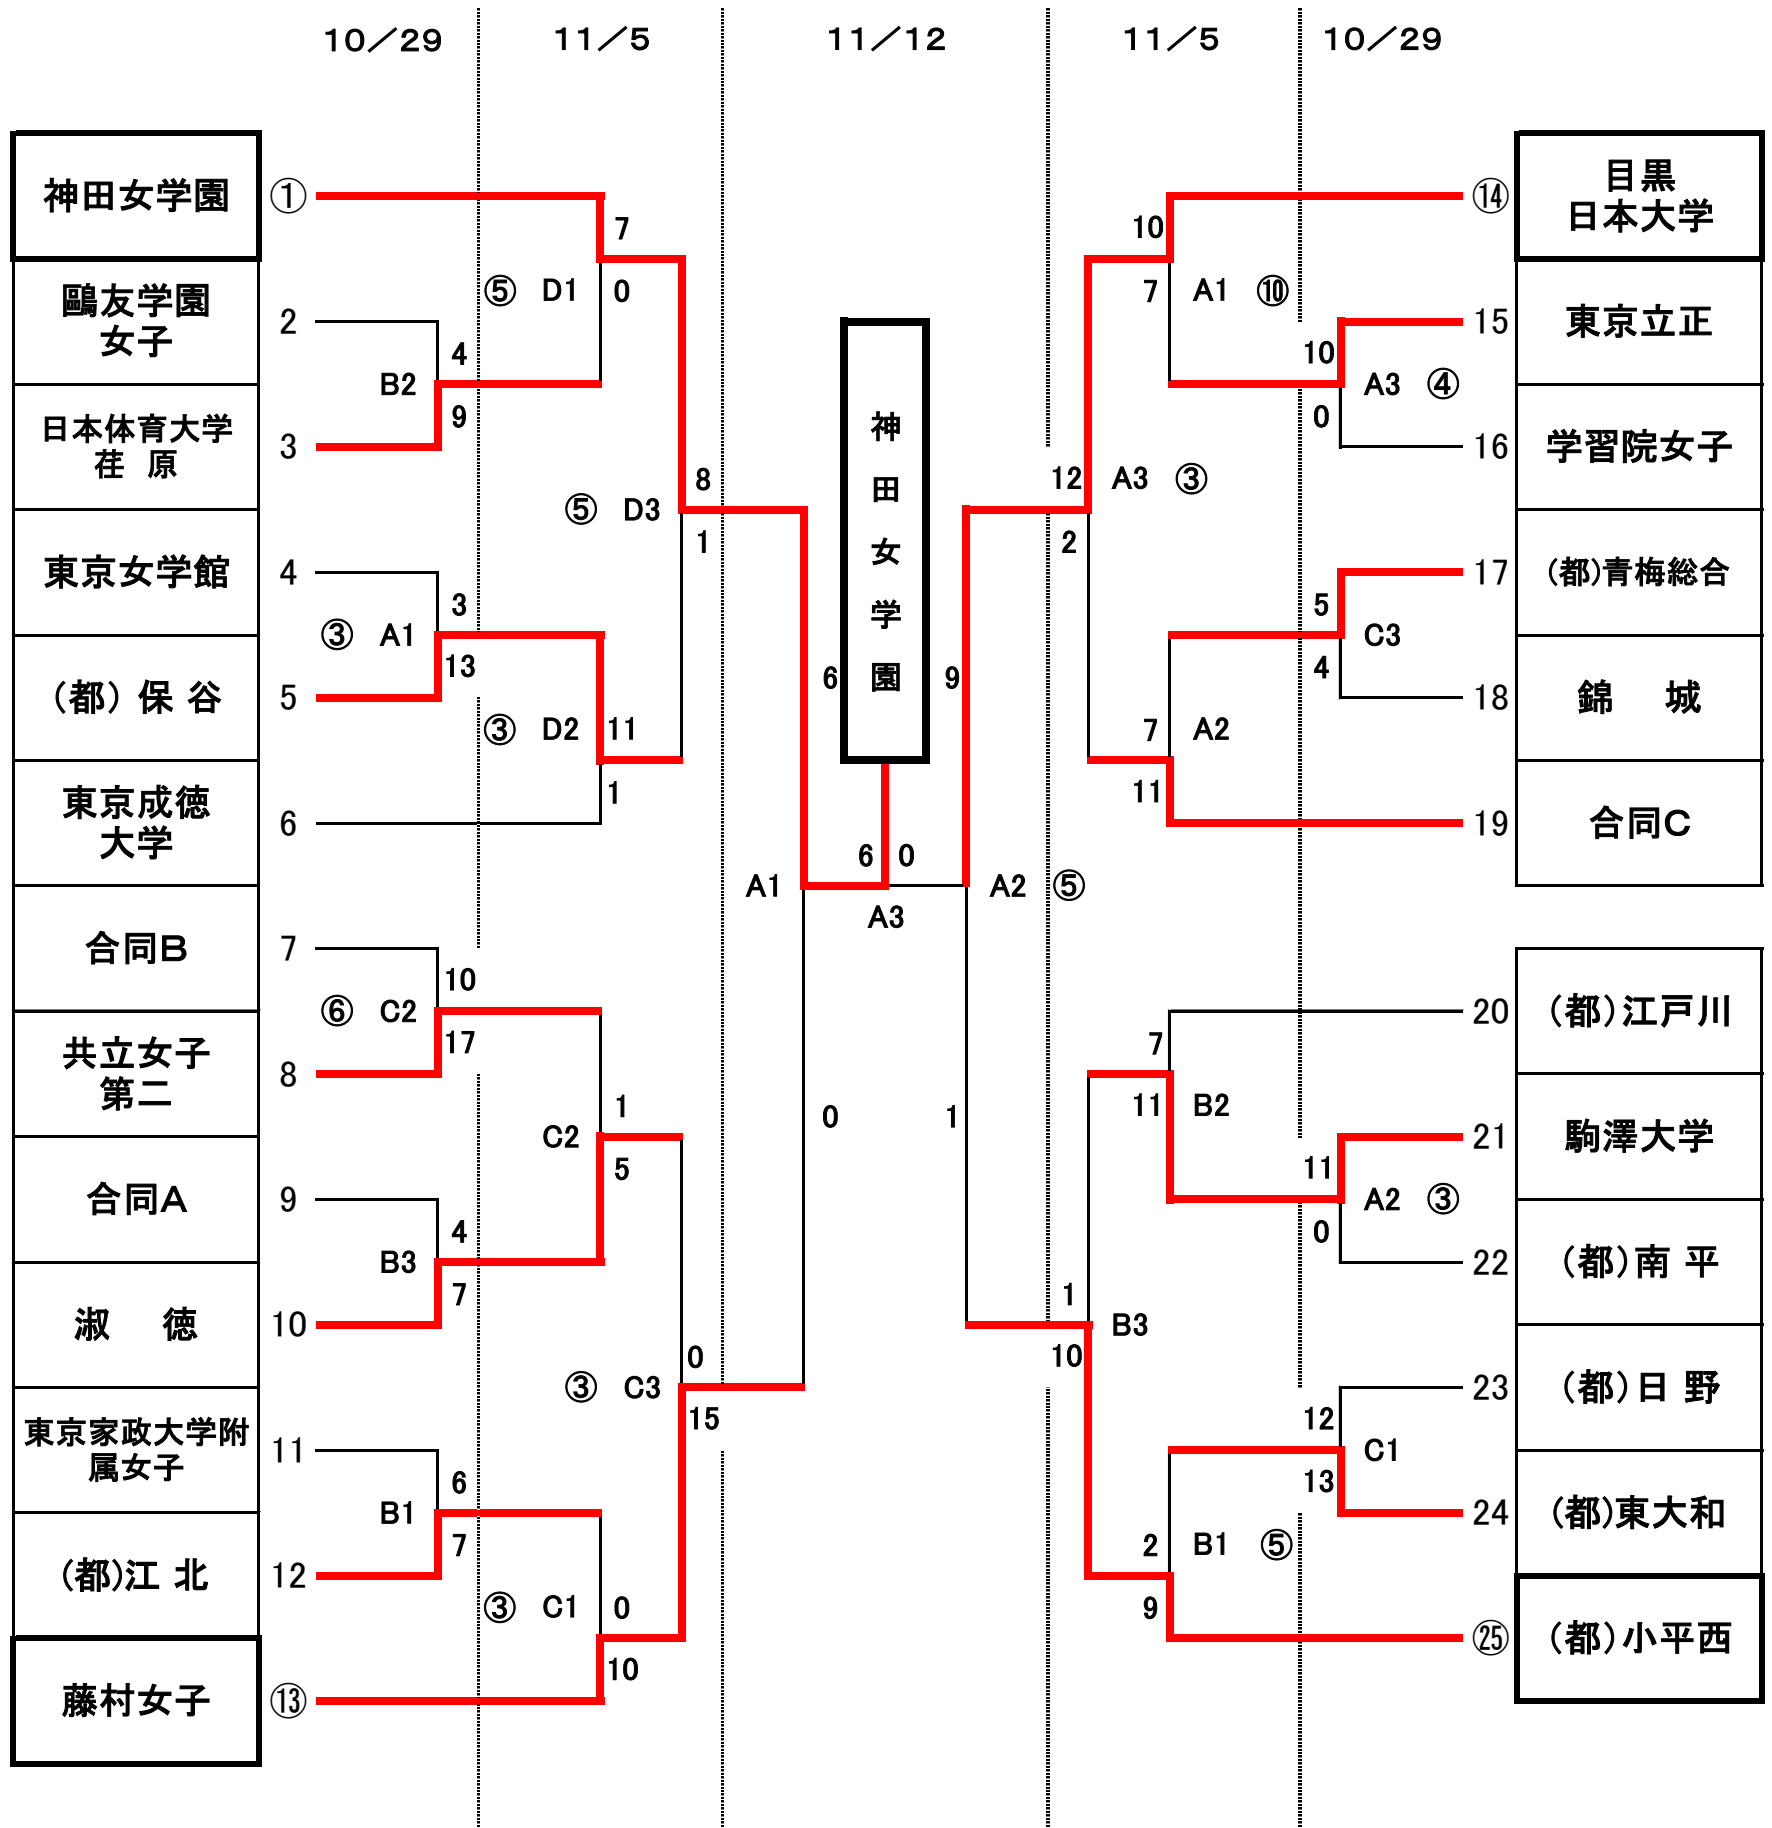 10／29
11／5
11／12
11／5
10／29
神田女学園
①
鷗友学園
女子
2
日本体育大学
荏 原
3
東京女学館
4
（都）保 谷
5
東京成徳
大学
6
合同B
7
共立女子
第二
8
合同A
9
淑 徳
10
東京家政大学附
属女子
11
（都）江 北
12
藤村女子
⑬
4
B2
9
3
③ A1
13
10
⑥ C2
17
4
B3
7
6
B1
7
7
⑤ D1
0
③ D2
11
1
1
C2
5
③ C1
0
10
8
⑤ D3
1
0
③ C3
15
神
田
女
学
園
6
9
6
0
A1
A3
A2 ⑤
0
1
12
A3 ③
2
1
B3
10
10
7
A1 ⑩
7
A2
11
7
11
B2
2
B1 ⑤
9
10
A3 ④
0
5
C3
4
11
A2 ③
0
12
C1
13
⑭
目黒
日本大学
15
東京立正
16
学習院女子
17
（都）青梅総合
18
錦 城
19
合同C
20
（都）江戸川
21
駒澤大学
22
（都）南 平
23
（都）日 野
24
（都）東大和
㉕
（都）小平西